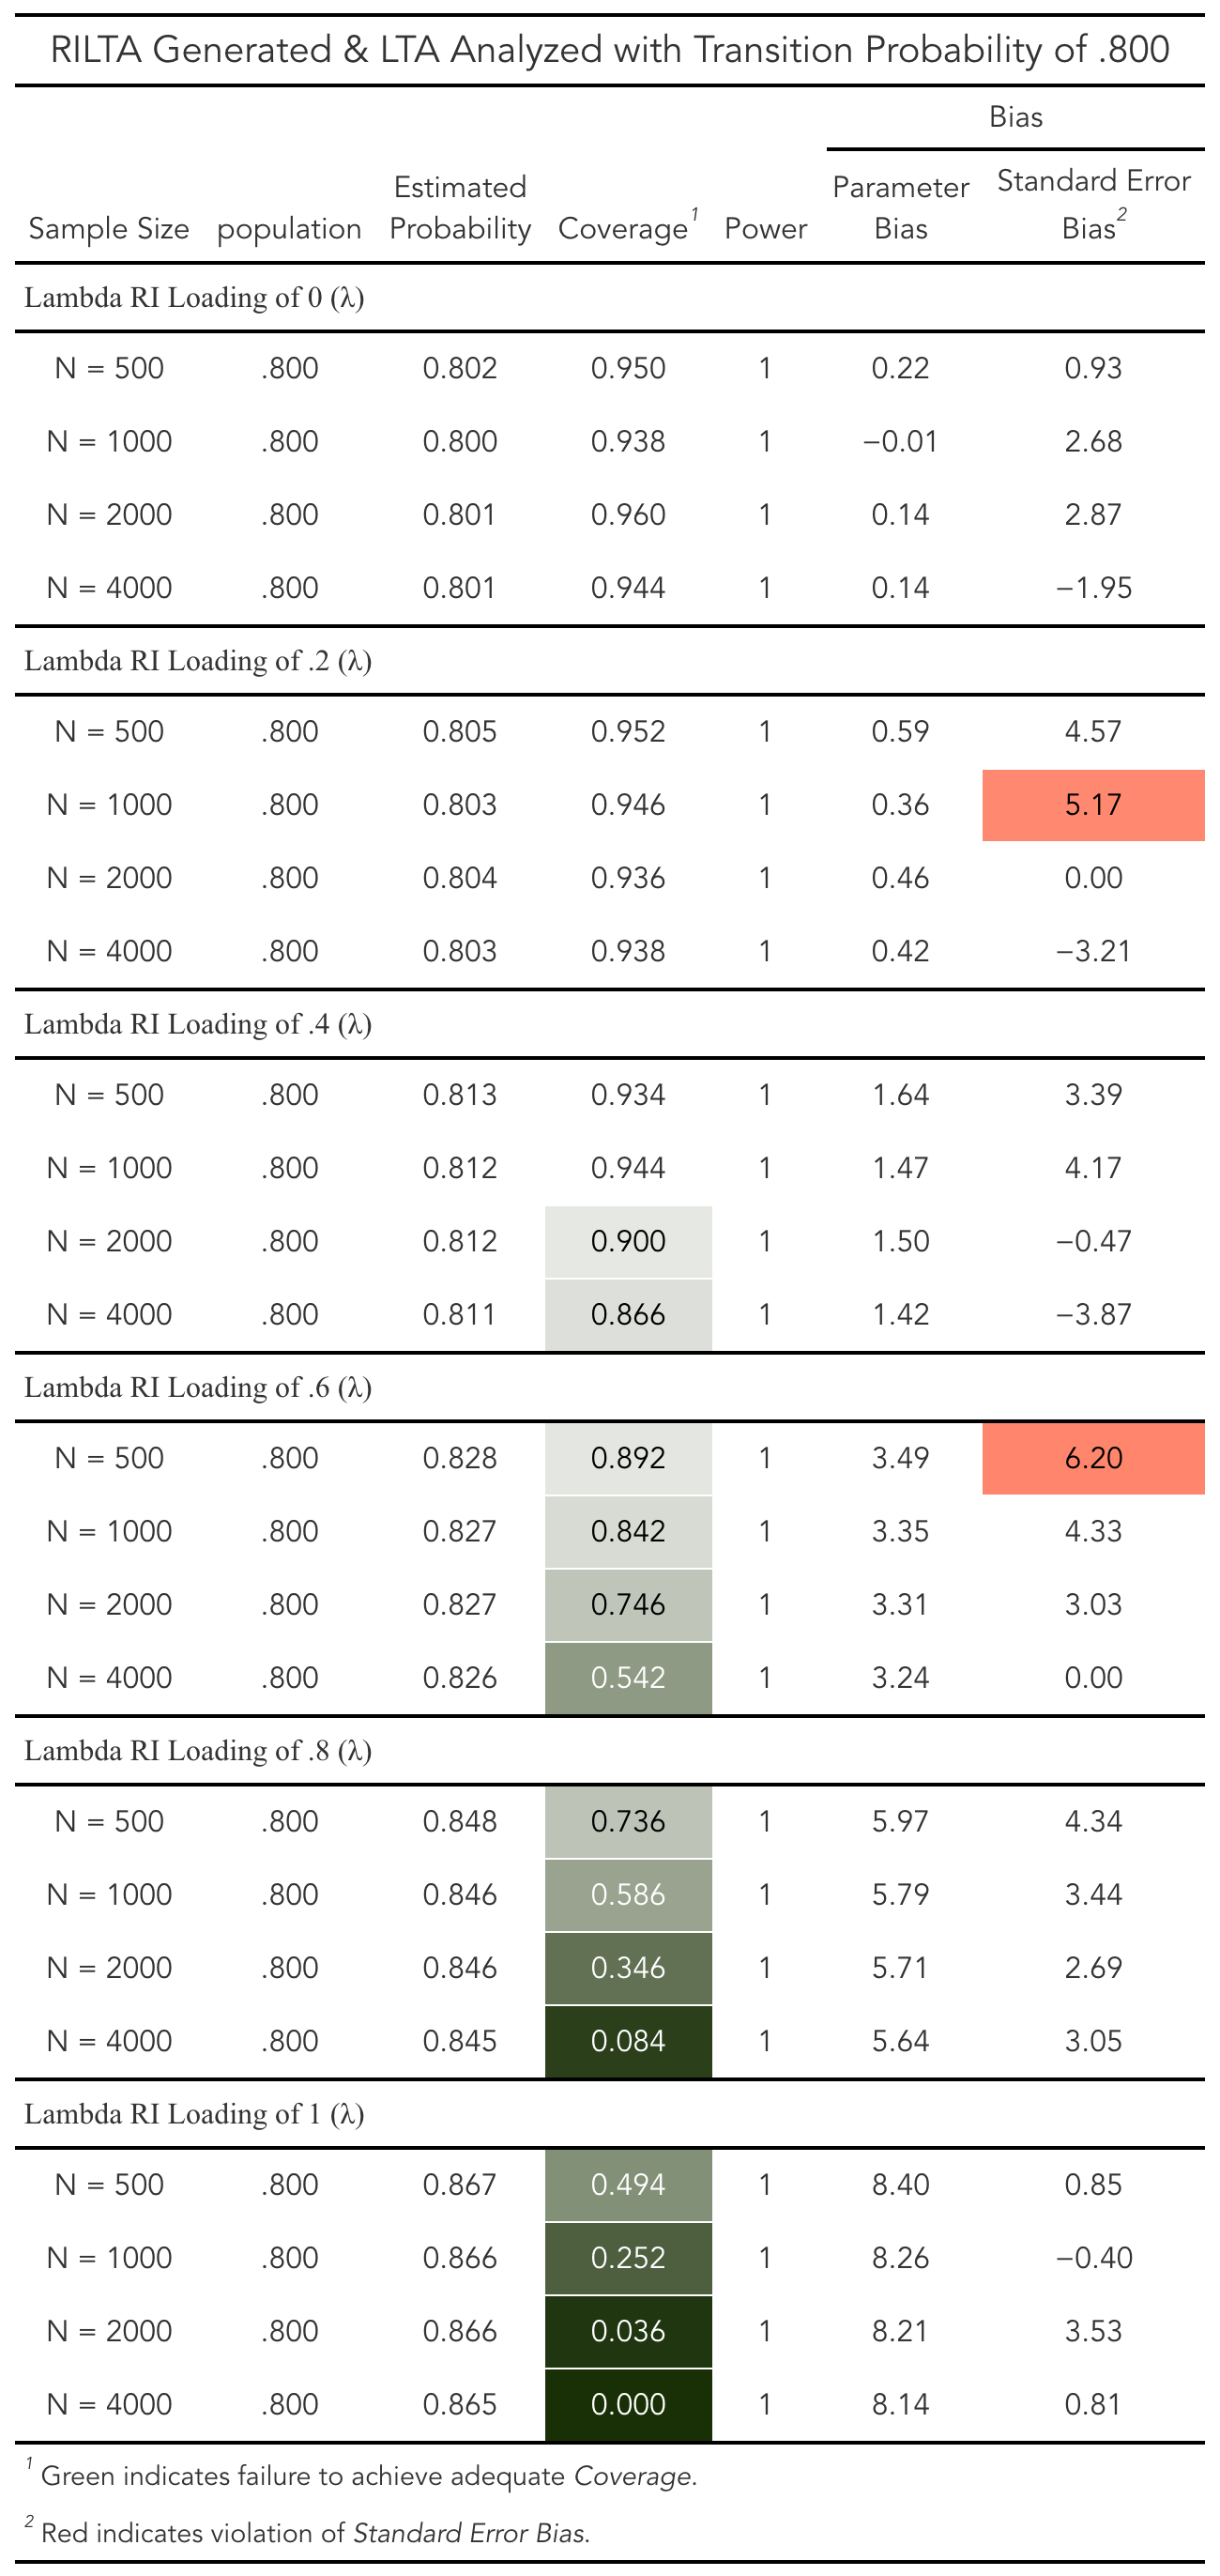 RILTA Generated & LTA Analyzed with Transition Probability of .800
Bias
Sample Size population Estimated Probability Coverage1 Power Parameter Bias Standard Error Bias2
Lambda RI Loading of 0 (λ)
N = 500 .800 0.802 0.950 1 0.22 0.93
N = 1000 .800 0.800 0.938 1 −0.01 2.68
N = 2000 .800 0.801 0.960 1 0.14 2.87
N = 4000 .800 0.801 0.944 1 0.14 −1.95
Lambda RI Loading of .2 (λ)
N = 500 .800 0.805 0.952 1 0.59 4.57
N = 1000 .800 0.803 0.946 1 0.36 5.17
N = 2000 .800 0.804 0.936 1 0.46 0.00
N = 4000 .800 0.803 0.938 1 0.42 −3.21
Lambda RI Loading of .4 (λ)
N = 500 .800 0.813 0.934 1 1.64 3.39
N = 1000 .800 0.812 0.944 1 1.47 4.17
N = 2000 .800 0.812 0.900 1 1.50 −0.47
N = 4000 .800 0.811 0.866 1 1.42 −3.87
Lambda RI Loading of .6 (λ)
N = 500 .800 0.828 0.892 1 3.49 6.20
N = 1000 .800 0.827 0.842 1 3.35 4.33
N = 2000 .800 0.827 0.746 1 3.31 3.03
N = 4000 .800 0.826 0.542 1 3.24 0.00
Lambda RI Loading of .8 (λ)
N = 500 .800 0.848 0.736 1 5.97 4.34
N = 1000 .800 0.846 0.586 1 5.79 3.44
N = 2000 .800 0.846 0.346 1 5.71 2.69
N = 4000 .800 0.845 0.084 1 5.64 3.05
Lambda RI Loading of 1 (λ)
N = 500 .800 0.867 0.494 1 8.40 0.85
N = 1000 .800 0.866 0.252 1 8.26 −0.40
N = 2000 .800 0.866 0.036 1 8.21 3.53
N = 4000 .800 0.865 0.000 1 8.14 0.81
1 Green indicates failure to achieve adequate Coverage.
2 Red indicates violation of Standard Error Bias.